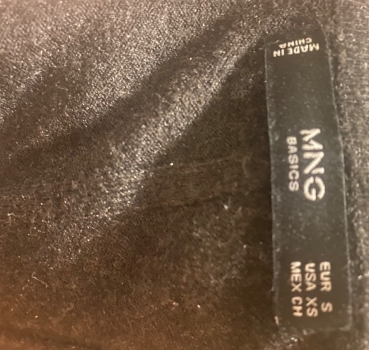 MADE IN
CHINA
MNG
BASICS
EUR S
USA XS
MEX CH